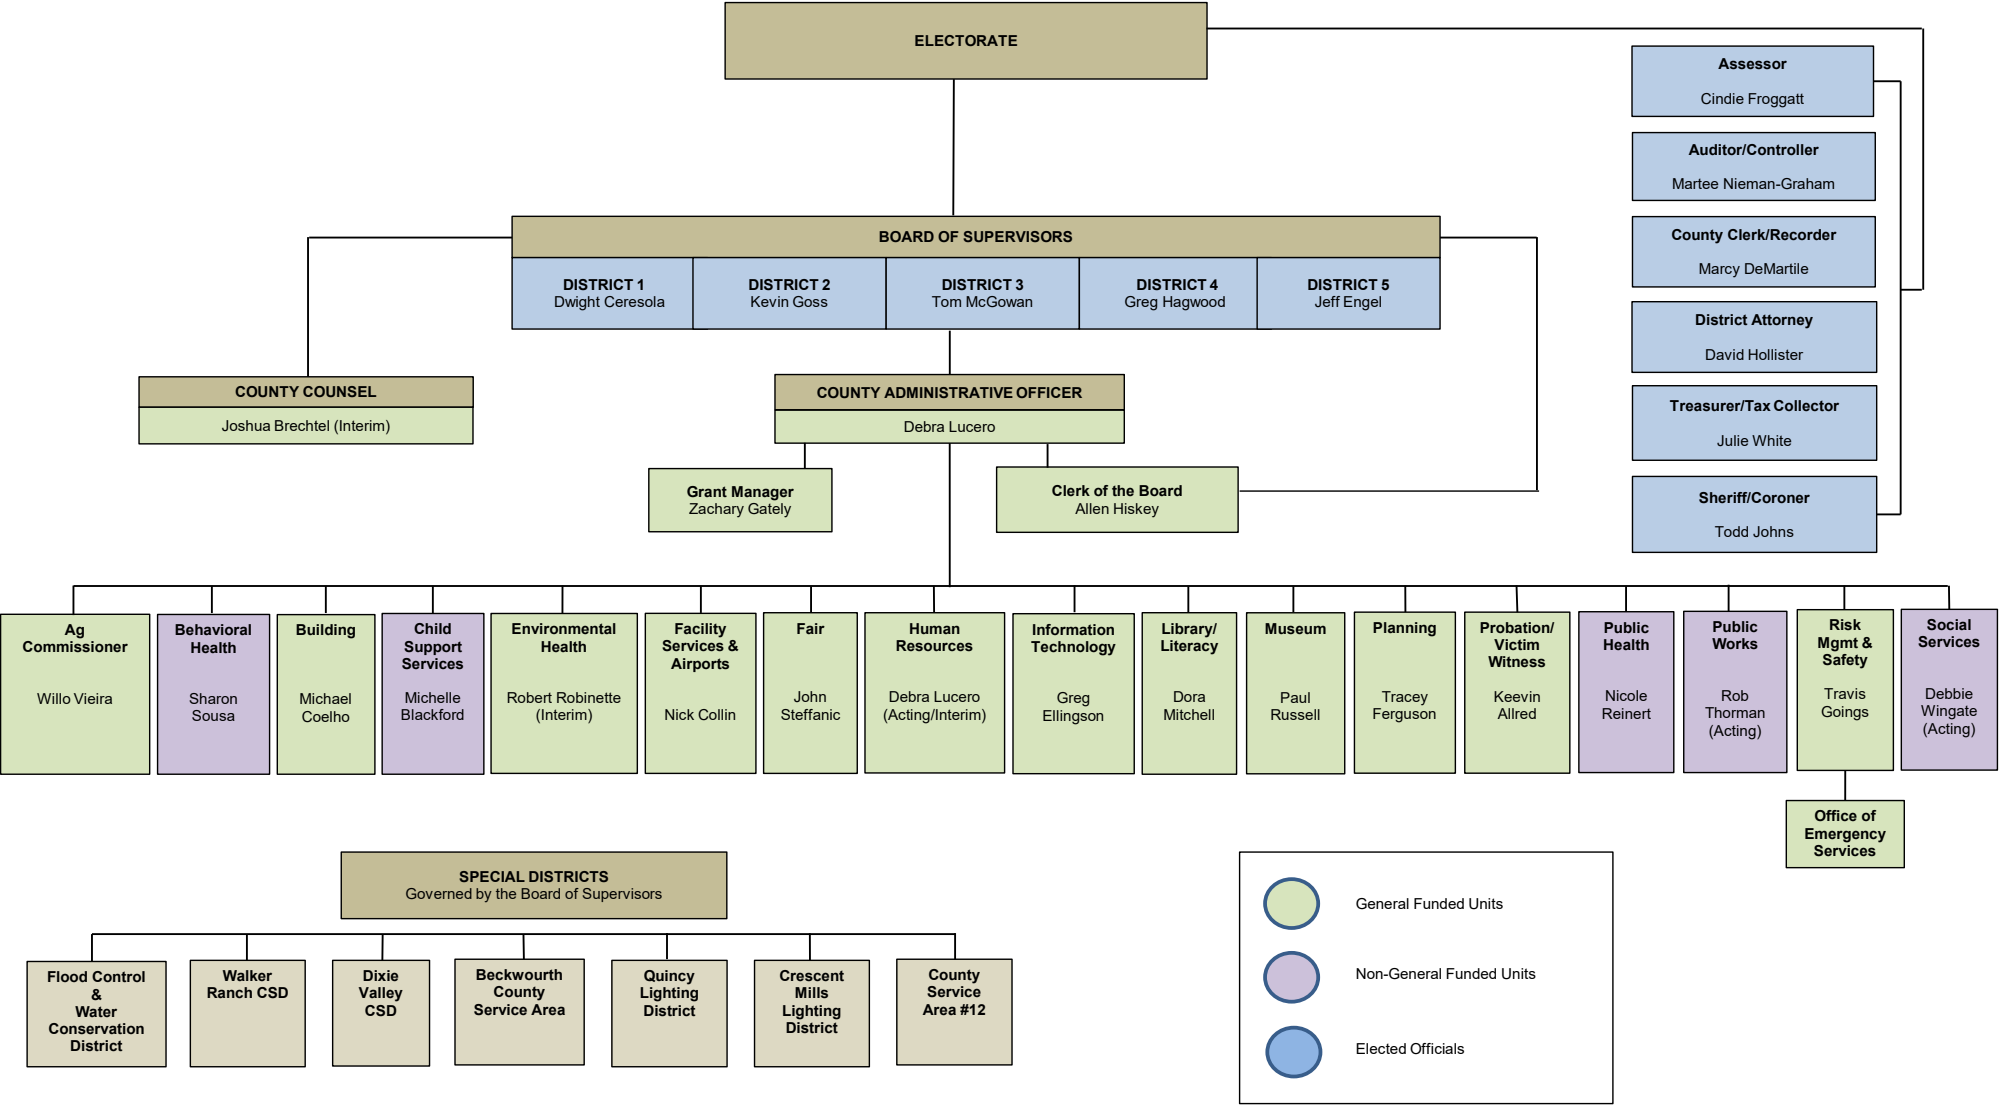 ELECTORATE
Assessor
Cindie Froggatt
Auditor/Controller
Martee Nieman-Graham
County Clerk/Recorder
Marcy DeMartile
District Attorney
David Hollister
Treasurer/Tax Collector
Julie White
Sheriff/Coroner
Todd Johns
BOARD OF SUPERVISORS
DISTRICT 1
Dwight Ceresola
DISTRICT 2
Kevin Goss
DISTRICT 3
Tom McGowan
DISTRICT 4
Greg Hagwood
DISTRICT 5
Jeff Engel
COUNTY COUNSEL
Joshua Brechtel (Interim)
COUNTY ADMINISTRATIVE OFFICER
Debra Lucero
Grant Manager
Zachary Gately
Clerk of the Board
Allen Hiskey
Ag
Commissioner
Willo Vieira
Behavioral
Health
Sharon
Sousa
Building
Michael
Coelho
Child
Support
Services
Michelle
Blackford
Environmental
Health
Robert Robinette
(Interim)
Facility
Services &
Airports
Nick Collin
Fair
John
Steffanic
Human
Resources
Debra Lucero
(Acting/Interim)
Information
Technology
Greg
Ellingson
Library/
Literacy
Dora
Mitchell
Museum
Paul
Russell
Planning
Tracey
Ferguson
Probation/
Victim
Witness
Keevin
Allred
Public
Health
Nicole
Reinert
Public
Works
Rob
Thorman
(Acting)
Risk
Mgmt &
Safety
Travis
Goings
Social
Services
Debbie
Wingate
(Acting)
Office of
Emergency
Services
SPECIAL DISTRICTS
Governed by the Board of Supervisors
Flood Control
&
Water
Conservation
District
Walker
Ranch CSD
Dixie
Valley
CSD
Beckwourth
County
Service Area
Quincy
Lighting
District
Crescent
Mills
Lighting
District
County
Service
Area #12
General Funded Units
Non-General Funded Units
Elected Officials